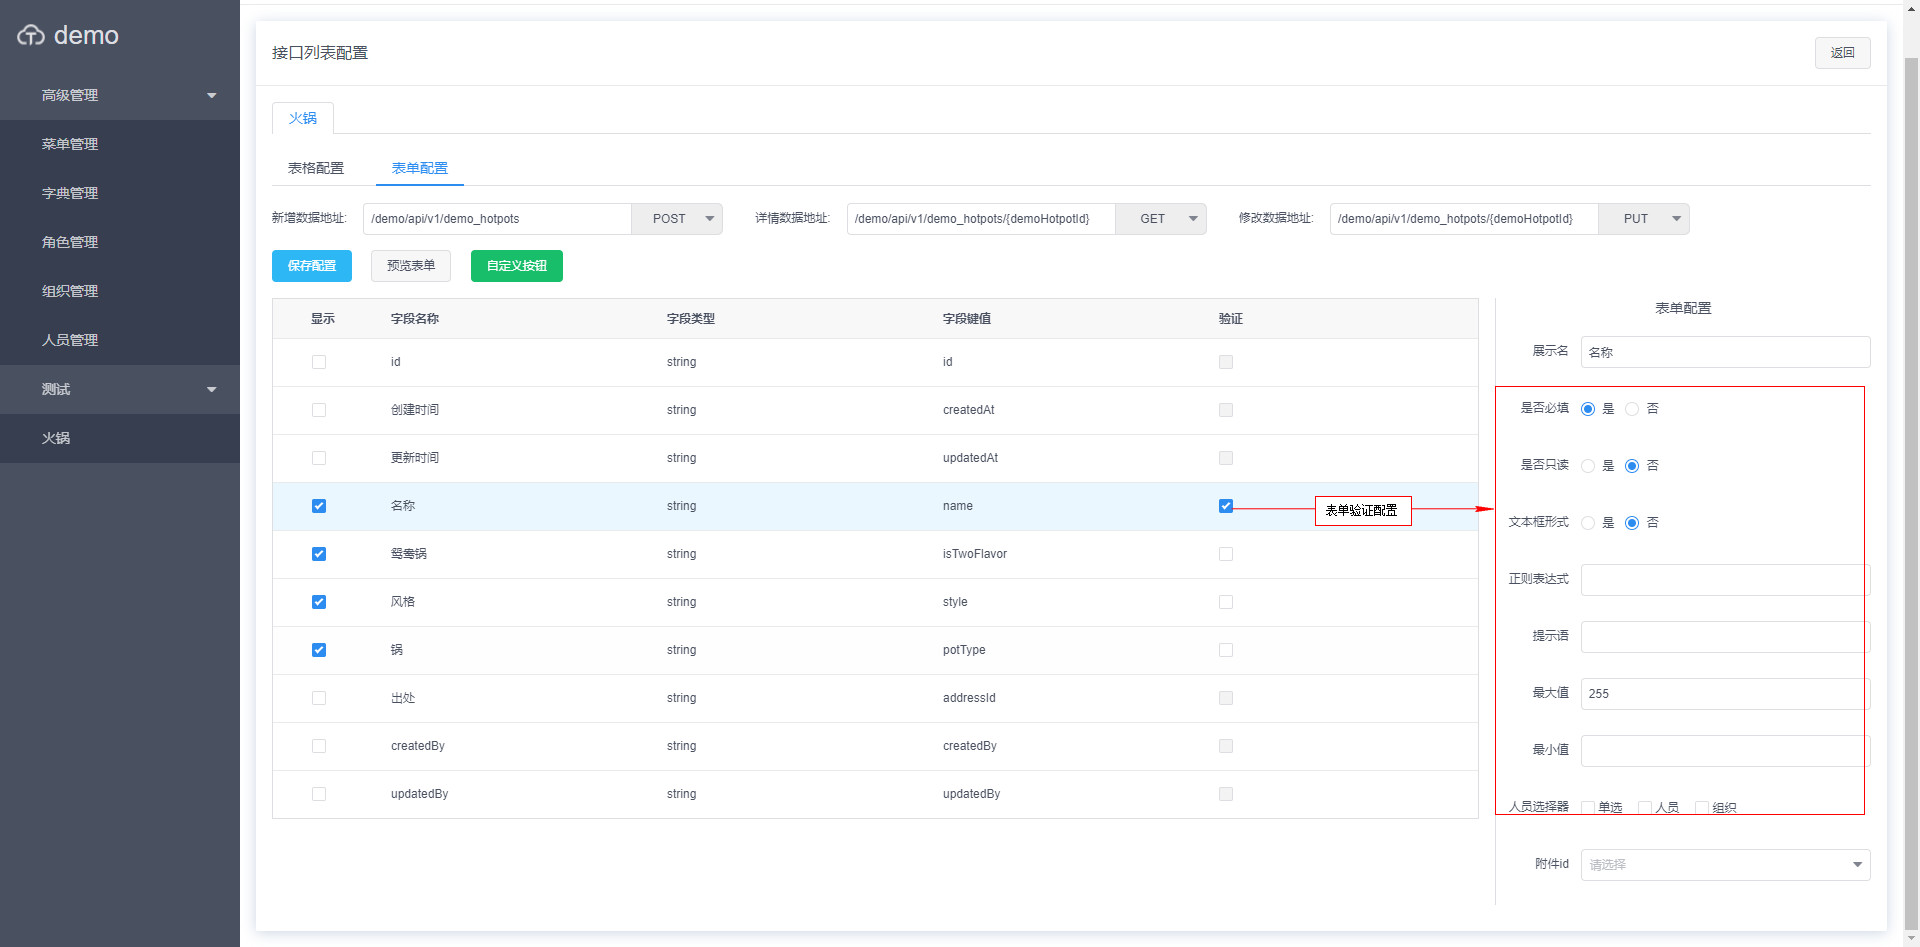 demo
高级管理
菜单管理
字典管理
角色管理
组织管理
人员管理
测试
火锅
接口列表配置
返回
火锅
表格配置 表单配置
新增数据地址: /demo/api/v1/demo_hotpots POST 详情数据地址: /demo/api/v1/demo_hotpots/{demoHotpotId} GET 修改数据地址: /demo/api/v1/demo_hotpots/{demoHotpotId} PUT
保存配置 预览表单 自定义按钮
显示 字段名称 字段类型 字段键值 验证
id string id
创建时间 string createdAt
更新时间 string updatedAt
名称 string name 表单验证配置
鸳鸯锅 string isTwoFlavor
风格 string style
锅 string potType
出处 string addressId
createdBy string createdBy
updatedBy string updatedBy
表单配置
展示名 名称
是否必填 是 否
是否只读 是 否
文本框形式 是 否
正则表达式
提示语
最大值 255
最小值
人员选择器 单选 人员 组织
附件id 请选择